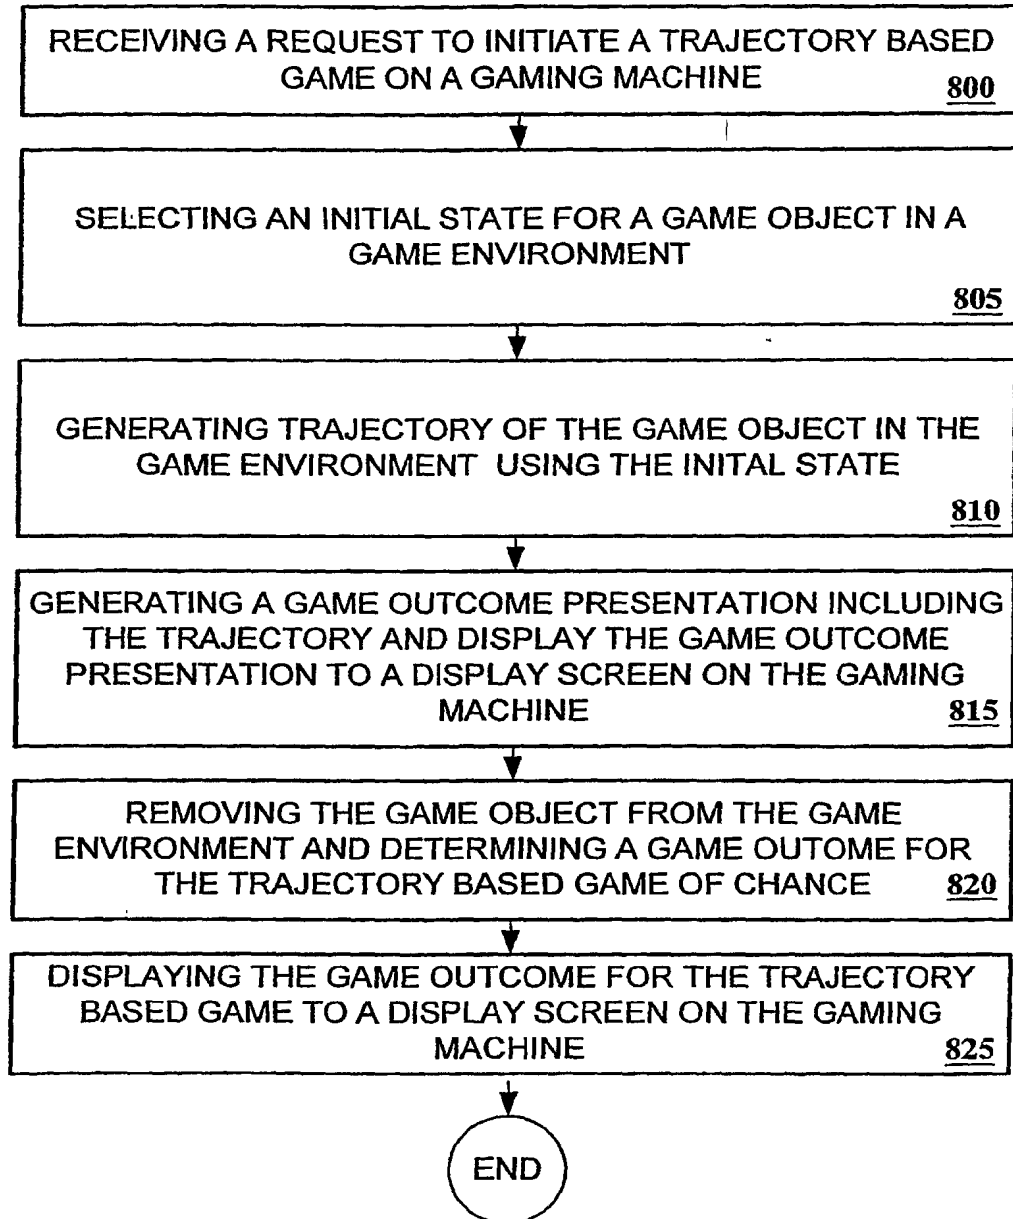 RECEIVING A REQUEST TO INITIATE A TRAJECTORY BASED
GAME ON A GAMING MACHINE
800
SELECTING AN INITIAL STATE FOR A GAME OBJECT IN A
GAME ENVIRONMENT
805
GENERATING TRAJECTORY OF THE GAME OBJECT IN THE
GAME ENVIRONMENT USING THE INITAL STATE
810
GENERATING A GAME OUTCOME PRESENTATION INCLUDING
THE TRAJECTORY AND DISPLAY THE GAME OUTCOME
PRESENTATION TO A DISPLAY SCREEN ON THE GAMING
MACHINE
815
REMOVING THE GAME OBJECT FROM THE GAME
ENVIRONMENT AND DETERMINING A GAME OUTOME FOR
THE TRAJECTORY BASED GAME OF CHANCE
820
DISPLAYING THE GAME OUTCOME FOR THE TRAJECTORY
BASED GAME TO A DISPLAY SCREEN ON THE GAMING
MACHINE
825
END